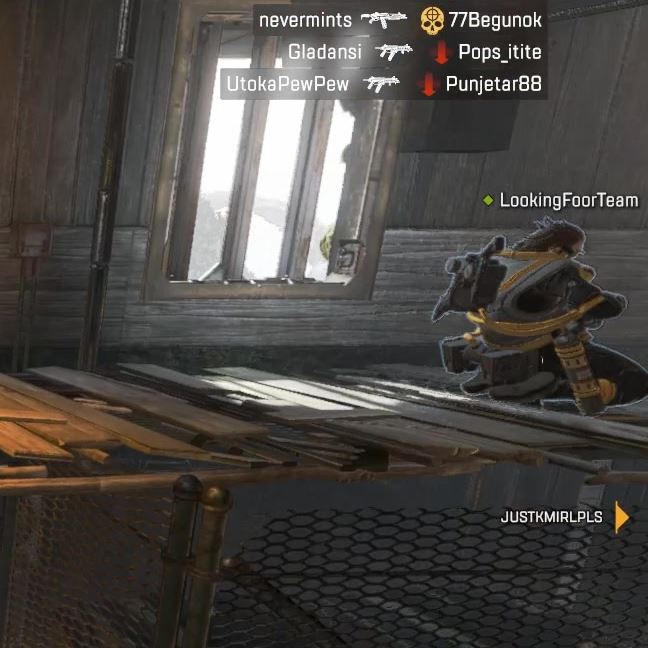 nevermints 77Begunok
Gladansi Pops_itite
UtokaPewPew Punjetar88
LookingFoorTeam
JUSTKMIRLPLS